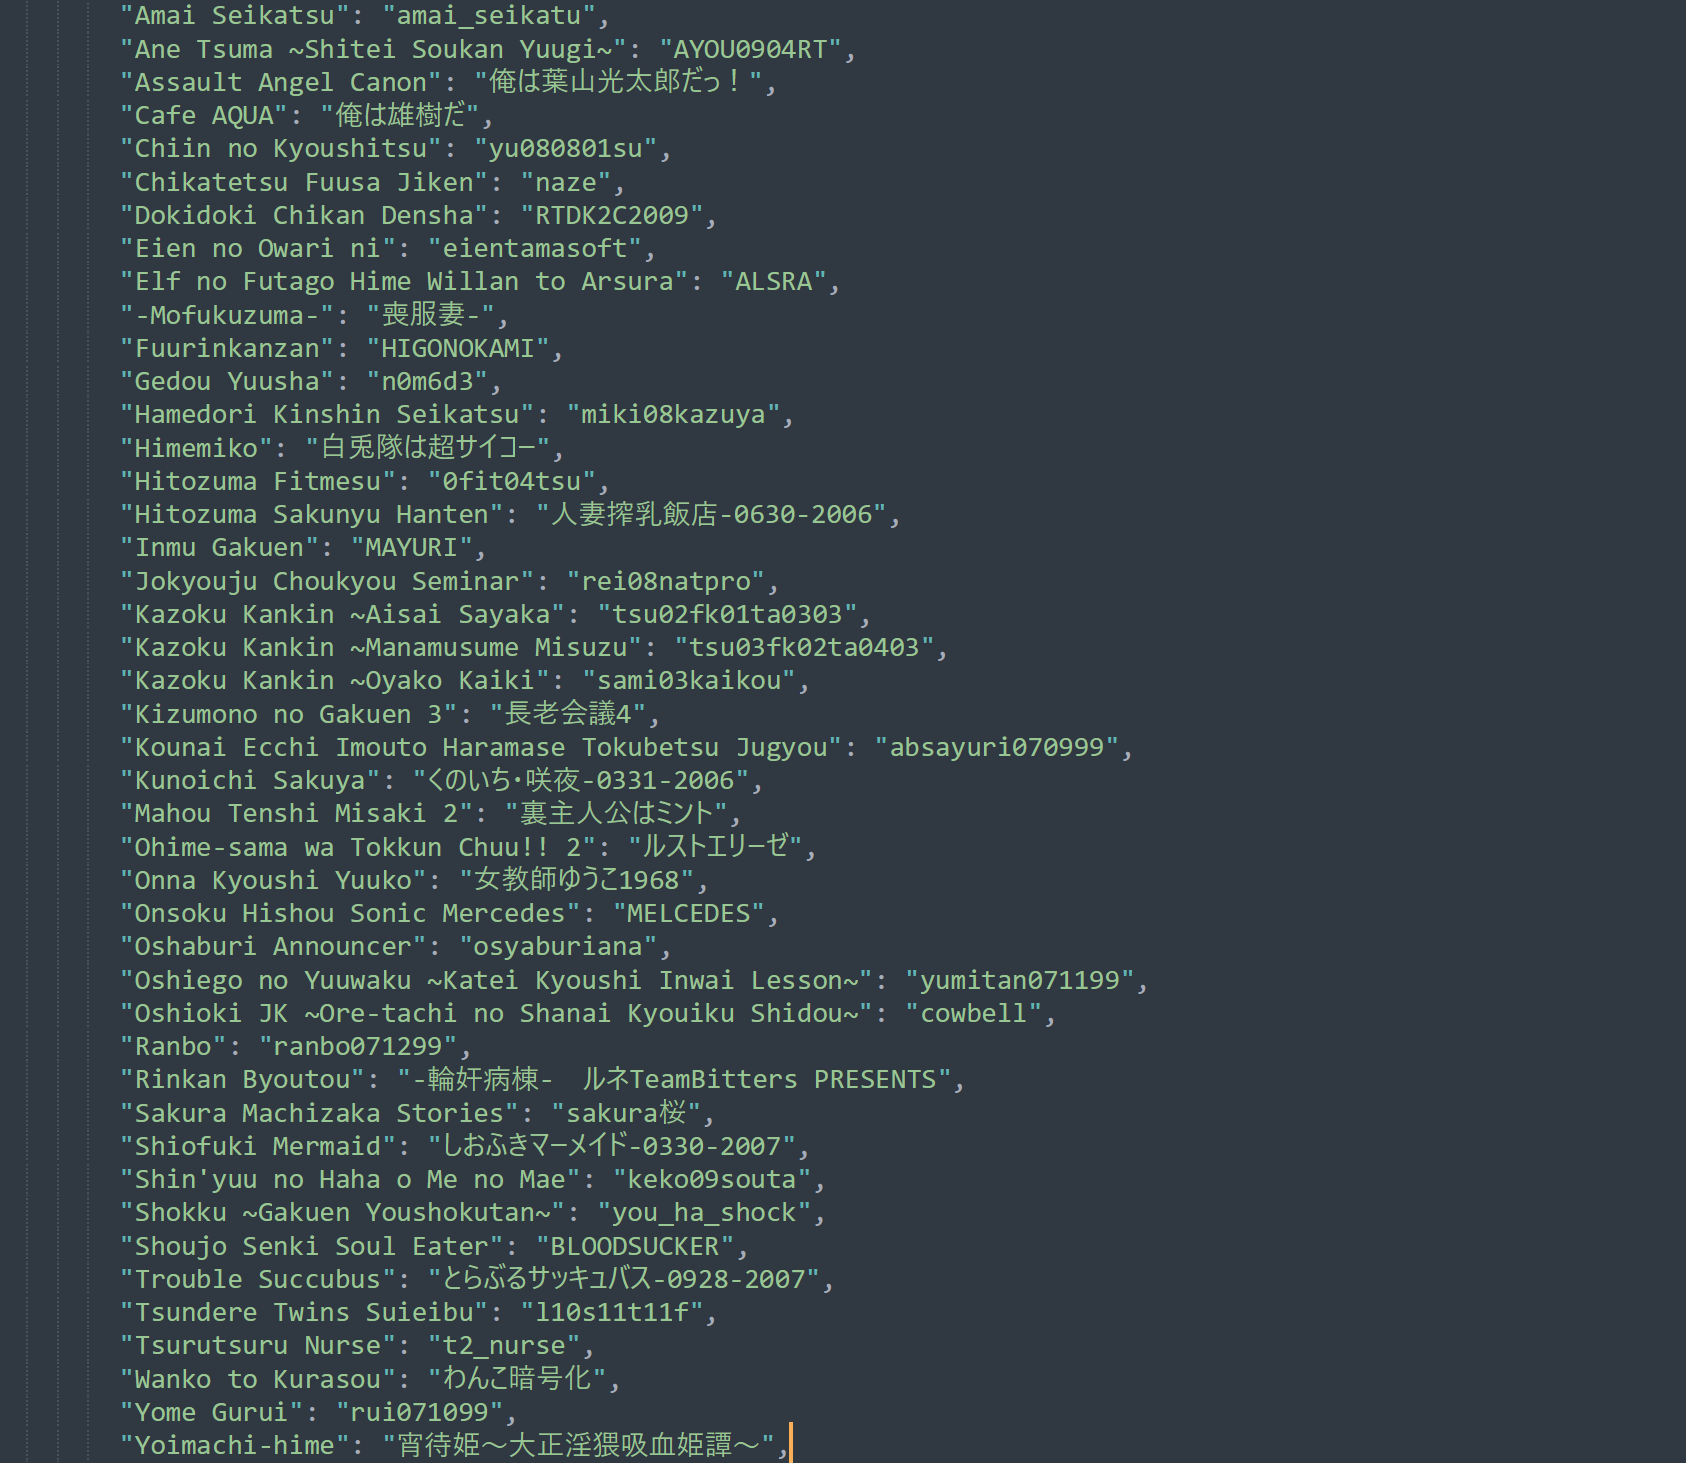 "Amai Seikatsu": "amai_seikatu",
"Ane Tsuma ~Shitei Soukan Yuugi~": "AYOU0904RT",
"Assault Angel Canon": "俺は葉山光太郎だっ！",
"Cafe AQUA": "俺は雄樹だ",
"Chiin no Kyoushitsu": "yu080801su",
"Chikatetsu Fuusa Jiken": "naze",
"Dokidoki Chikan Densha": "RTDK2C2009",
"Eien no Owari ni": "eientamasoft",
"Elf no Futago Hime Willan to Arsura": "ALSRA",
"-Mofukuzuma-": "喪服妻-",
"Fuurinkanzan": "HIGONOKAMI",
"Gedou Yuusha": "n0m6d3",
"Hamedori Kinshin Seikatsu": "miki08kazuya",
"Himemiko": "白兎隊は超サイコー",
"Hitozuma Fitmesu": "0fit04tsu",
"Hitozuma Sakunyu Hanten": "人妻搾乳飯店-0630-2006",
"Inmu Gakuen": "MAYURI",
"Jokyouju Choukyou Seminar": "rei08natpro",
"Kazoku Kankin ~Aisai Sayaka": "tsu02fk01ta0303",
"Kazoku Kankin ~Manamusume Misuzu": "tsu03fk02ta0403",
"Kazoku Kankin ~Oyako Kaiki": "sami03kaikou",
"Kizumono no Gakuen 3": "長老会議4",
"Kounai Ecchi Imouto Haramase Tokubetsu Jugyou": "absayuri070999",
"Kunoichi Sakuya": "くのいち・咲夜-0331-2006",
"Mahou Tenshi Misaki 2": "裏主人公はミント",
"Ohime-sama wa Tokkun Chuu!! 2": "ルストエリーゼ",
"Onna Kyoushi Yuuko": "女教師ゆうこ1968",
"Onsoku Hishou Sonic Mercedes": "MELCEDES",
"Oshaburi Announcer": "osyaburiana",
"Oshiego no Yuuwaku ~Katei Kyoushi Inwai Lesson~": "yumitan071199",
"Oshioki JK ~Ore-tachi no Shanai Kyouiku Shidou~": "cowbell",
"Ranbo": "ranbo071299",
"Rinkan Byoutou": "-輪奸病棟-　ルネTeamBitters PRESENTS",
"Sakura Machizaka Stories": "sakura桜",
"Shiofuki Mermaid": "しおふきマーメイド-0330-2007",
"Shin'yuu no Haha o Me no Mae": "keko09souta",
"Shokku ~Gakuen Youshokutan~": "you_ha_shock",
"Shoujo Senki Soul Eater": "BLOODSUCKER",
"Trouble Succubus": "とらぶるサッキュバス-0928-2007",
"Tsundere Twins Suieibu": "l10s11t11f",
"Tsurutsuru Nurse": "t2_nurse",
"Wanko to Kurasou": "わんこ暗号化",
"Yome Gurui": "rui071099",
"Yoimachi-hime": "宵待姫～大正淫猥吸血姫譚～",